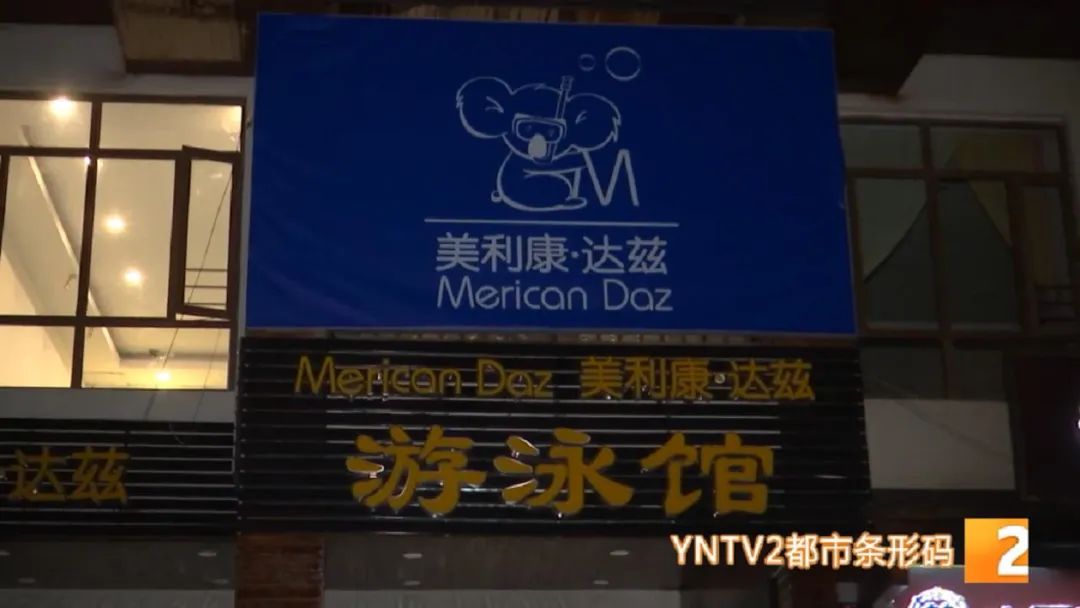 M
美利康·达兹
Merican Daz
Merican Daz 美利康·达兹
游泳馆
达兹
YNTV2都市条形码 2